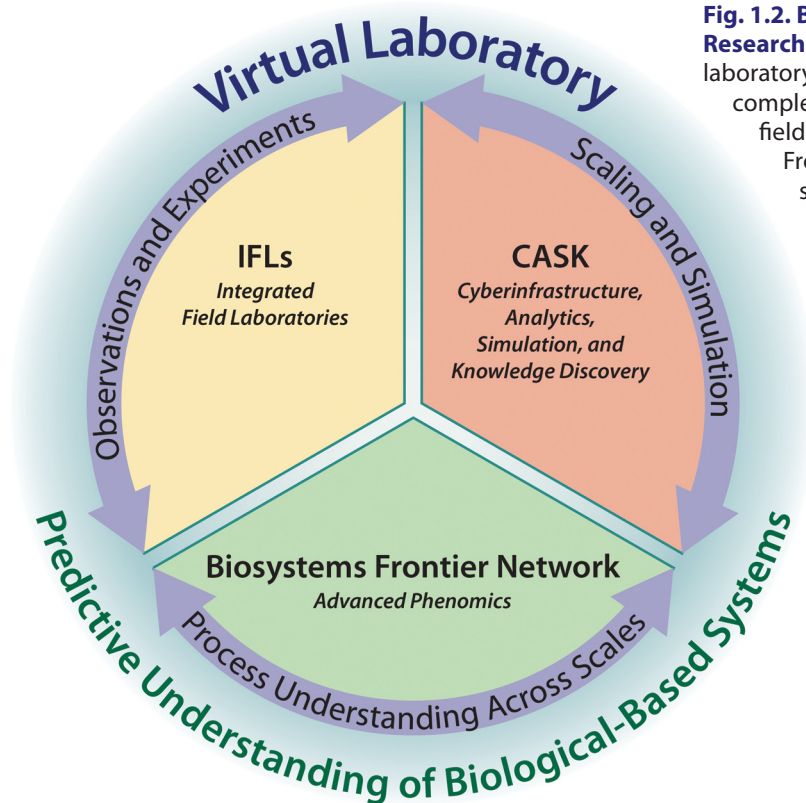 Virtual Laboratory
Fig. 1.2. B
Research
laboratory
comple
field
Fro
s
Observations and Experiments
Scaling and Simulation
IFLs
Integrated
Field Laboratories
CASK
Cyberinfrastructure,
Analytics,
Simulation, and
Knowledge Discovery
Biosystems Frontier Network
Advanced Phenomics
Process Understanding Across Scales
Predictive Understanding of Biological-Based Systems